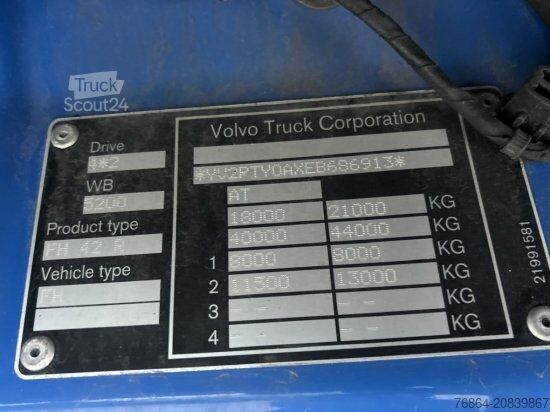 Truck
Scout24
Volvo Truck Corporation
Drive
4*2
*YV2RTY0AXEB686913*
WB
5200
AT
18000 21000 KG
Product type
FH 42 R
40000 44000 KG
Vehicle type
FH
1 8000 8000 KG
2 11500 13000 KG
3 -- -- KG
4 -- -- KG
21991581
76864-20839867